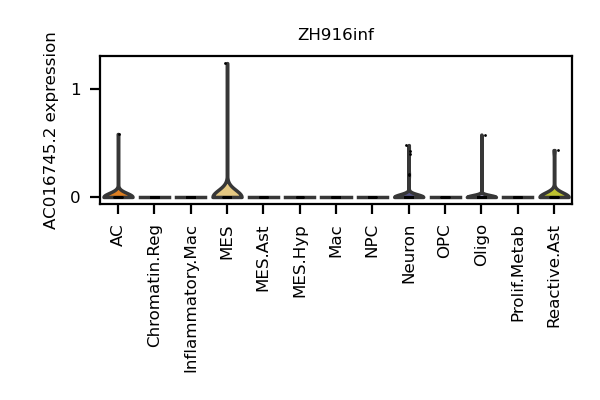 ZH916inf
AC016745.2 expression
1
0
AC
Chromatin.Reg
Inflammatory.Mac
MES
MES.Ast
MES.Hyp
Mac
NPC
Neuron
OPC
Oligo
Prolif.Metab
Reactive.Ast